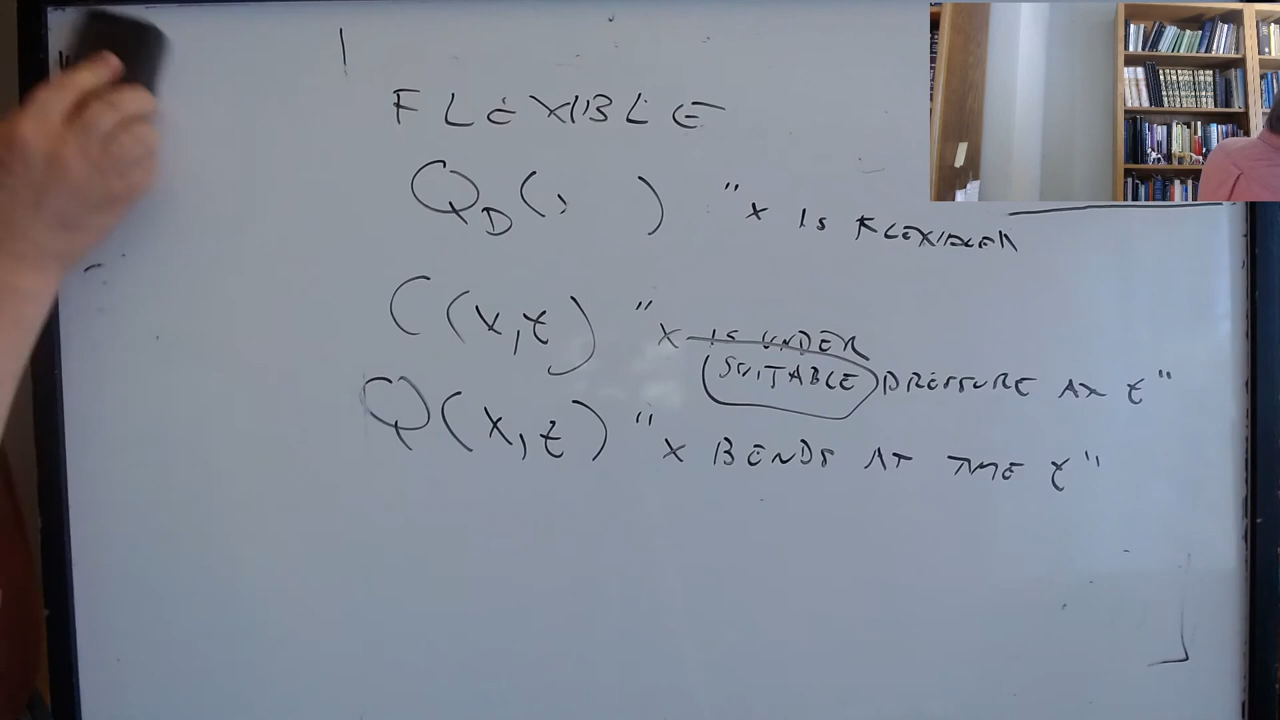 FLEXIBLE
Q_D( , ) "x IS FLEXIBLE"
C(x,t) "x IS UNDER
SUITABLE PRESSURE AT t"
Q(x,t) "x BENDS AT TIME t"